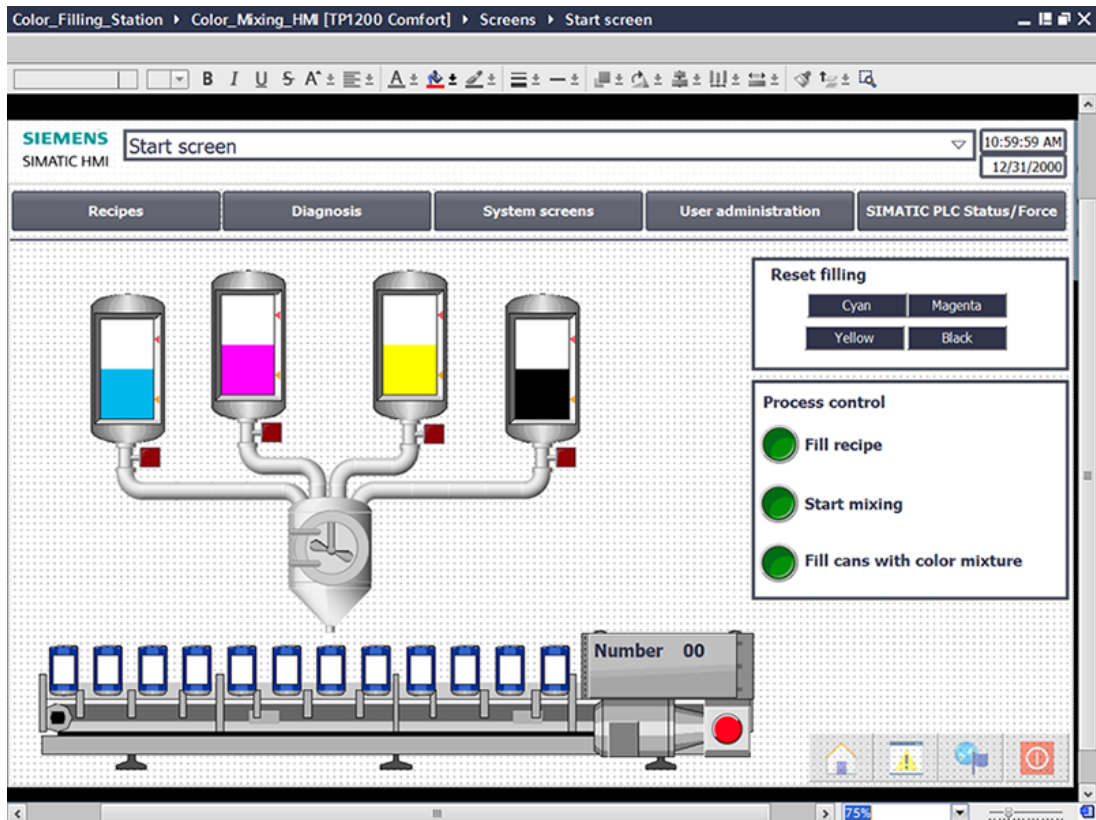 Color_Filling_Station ▸ Color_Mixing_HMI [TP1200 Comfort] ▸ Screens ▸ Start screen
B I U S A A
SIEMENS
SIMATIC HMI
Start screen
10:59:59 AM
12/31/2000
Recipes Diagnosis System screens User administration SIMATIC PLC Status/Force
Reset filling
Cyan Magenta
Yellow Black
Process control
Fill recipe
Start mixing
Fill cans with color mixture
Number 00
75%